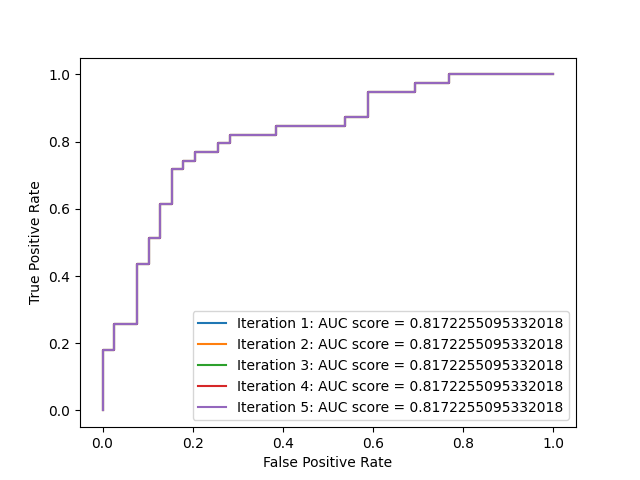 1.0
0.8
0.6
0.4
0.2
0.0
True Positive Rate
Iteration 1: AUC score = 0.8172255095332018
Iteration 2: AUC score = 0.8172255095332018
Iteration 3: AUC score = 0.8172255095332018
Iteration 4: AUC score = 0.8172255095332018
Iteration 5: AUC score = 0.8172255095332018
0.0 0.2 0.4 0.6 0.8 1.0
False Positive Rate